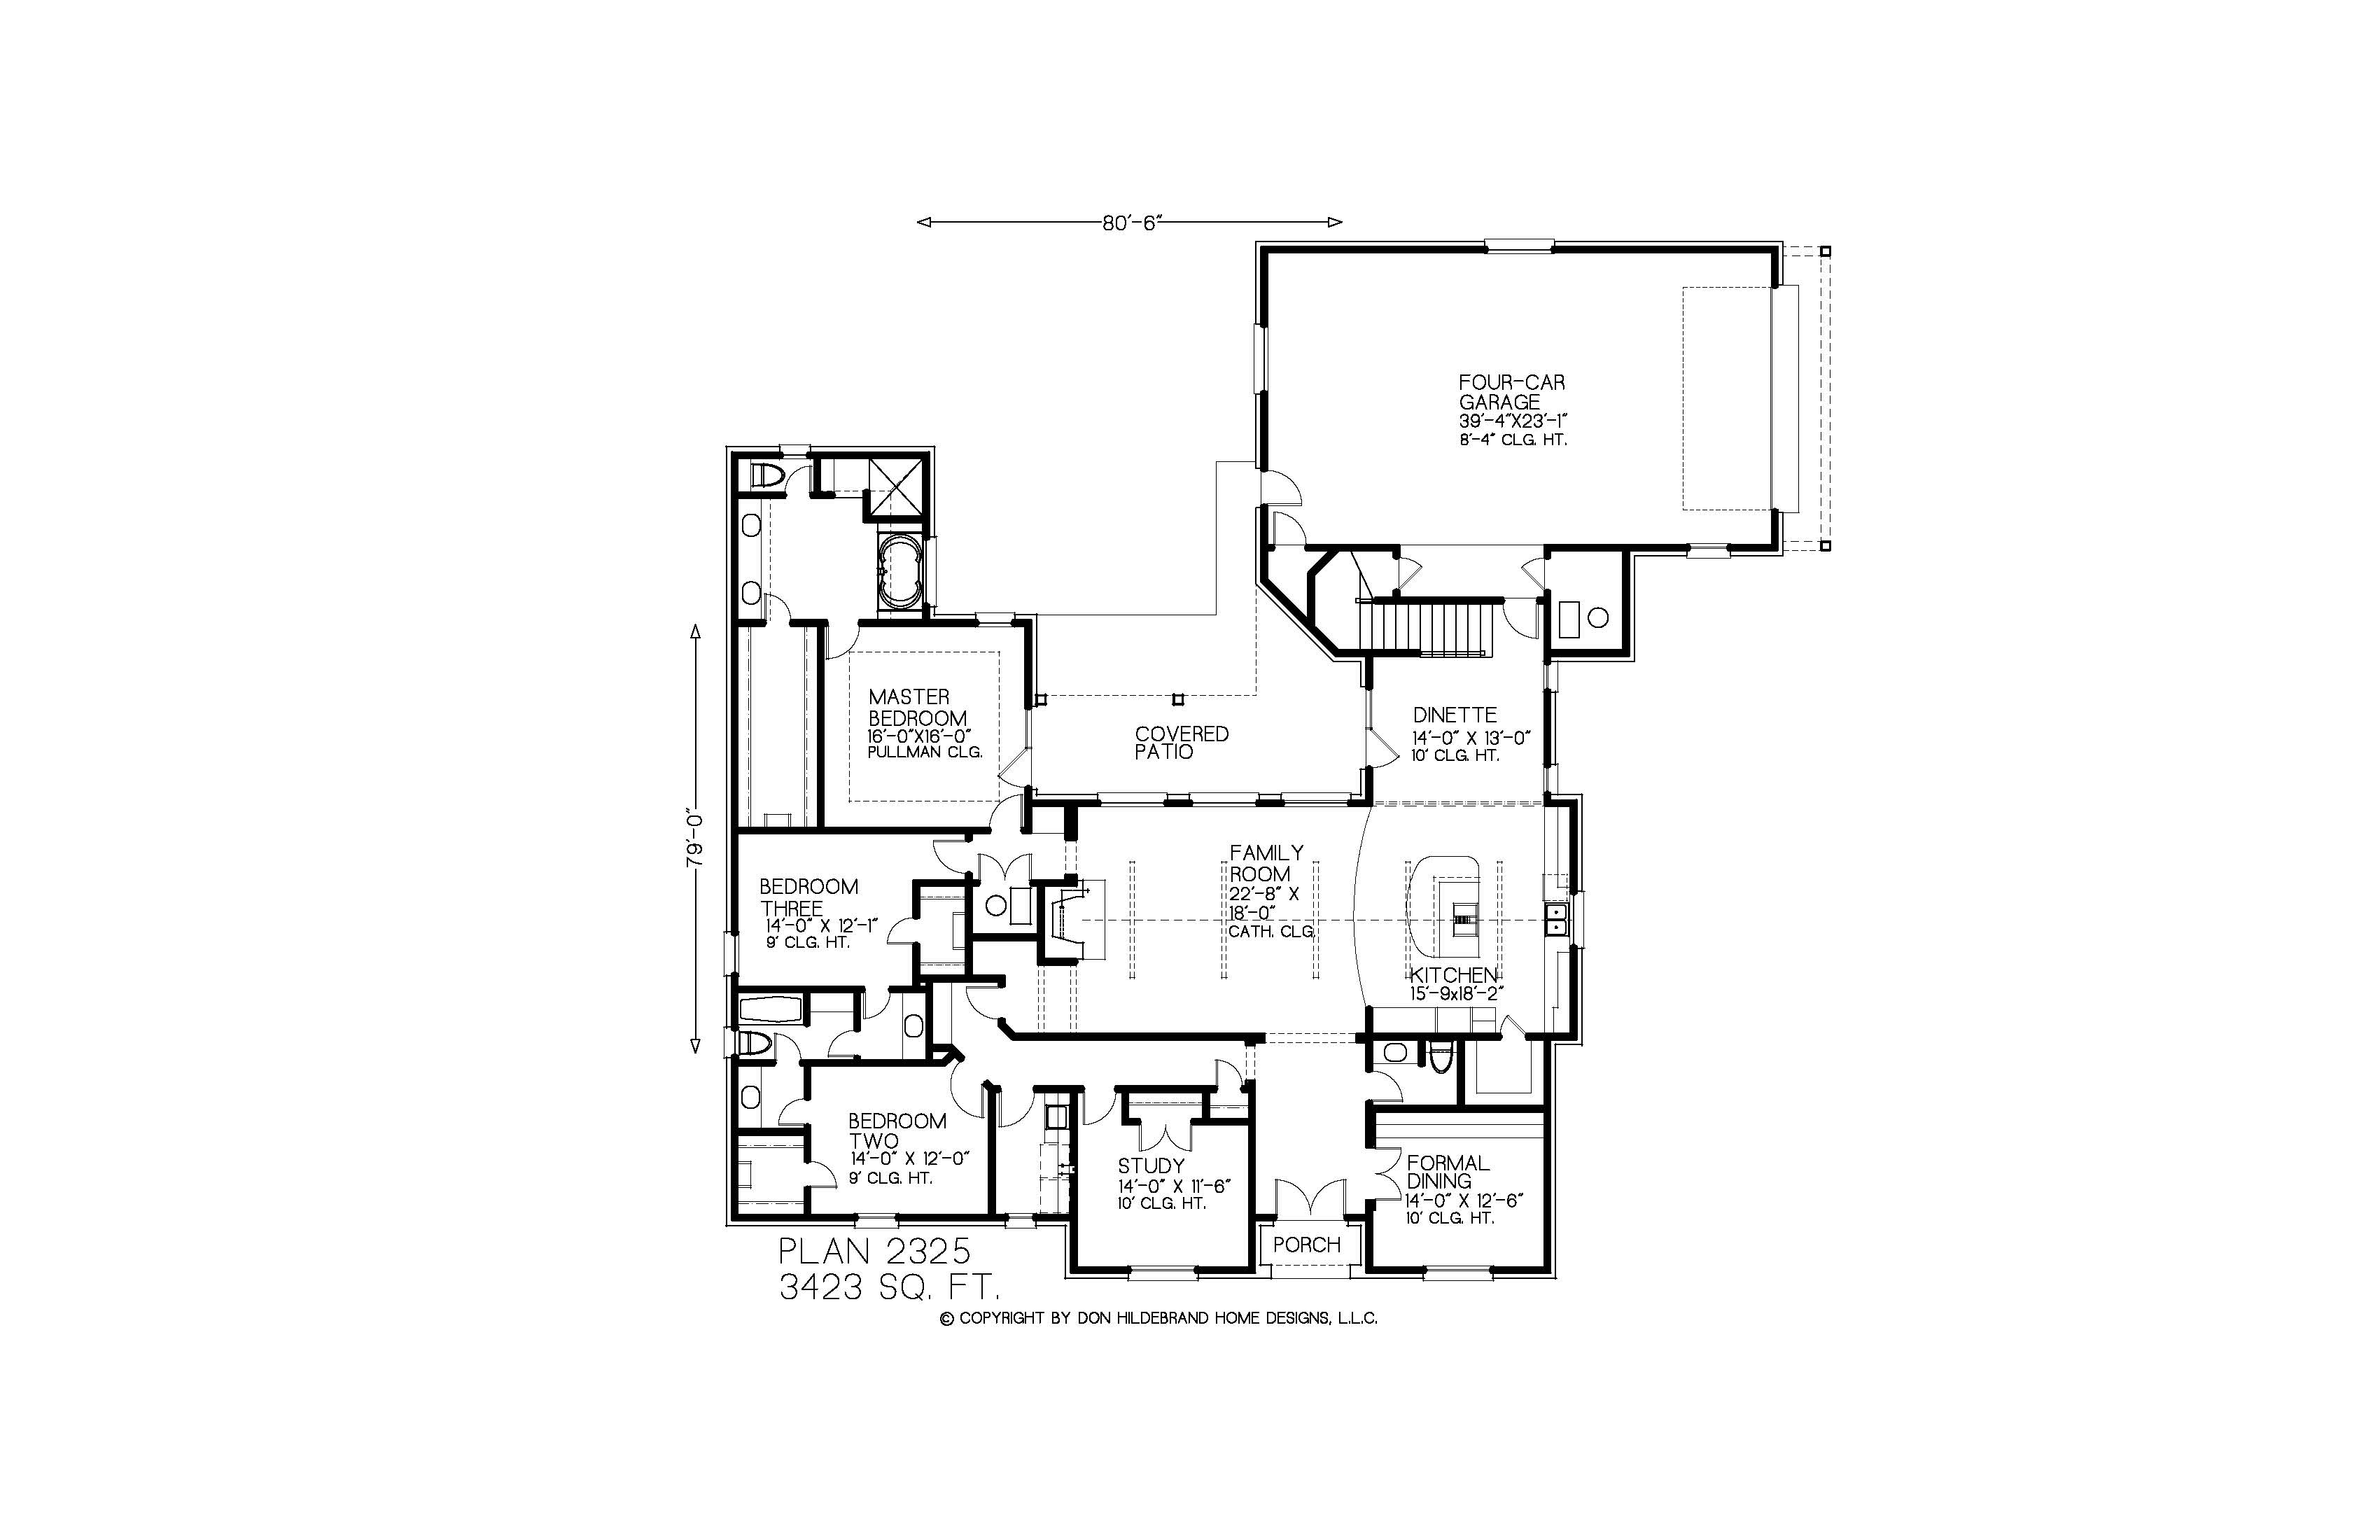 80'-6"
FOUR-CAR
GARAGE
39'-4"X23'-1"
8'-4" CLG. HT.
MASTER
BEDROOM
16'-0"X16'-0"
PULLMAN CLG.
COVERED
PATIO
DINETTE
14'-0" X 13'-0"
10' CLG. HT.
79'-0"
BEDROOM
THREE
14'-0" X 12'-1"
9' CLG. HT.
FAMILY
ROOM
22'-8" X
18'-0"
CATH. CLG.
KITCHEN
15'-9x18'-2"
BEDROOM
TWO
14'-0" X 12'-0"
9' CLG. HT.
STUDY
14'-0" X 11'-6"
10' CLG. HT.
FORMAL
DINING
14'-0" X 12'-6"
10' CLG. HT.
PORCH
PLAN 2325
3423 SQ. FT.
© COPYRIGHT BY DON HILDEBRAND HOME DESIGNS, L.L.C.